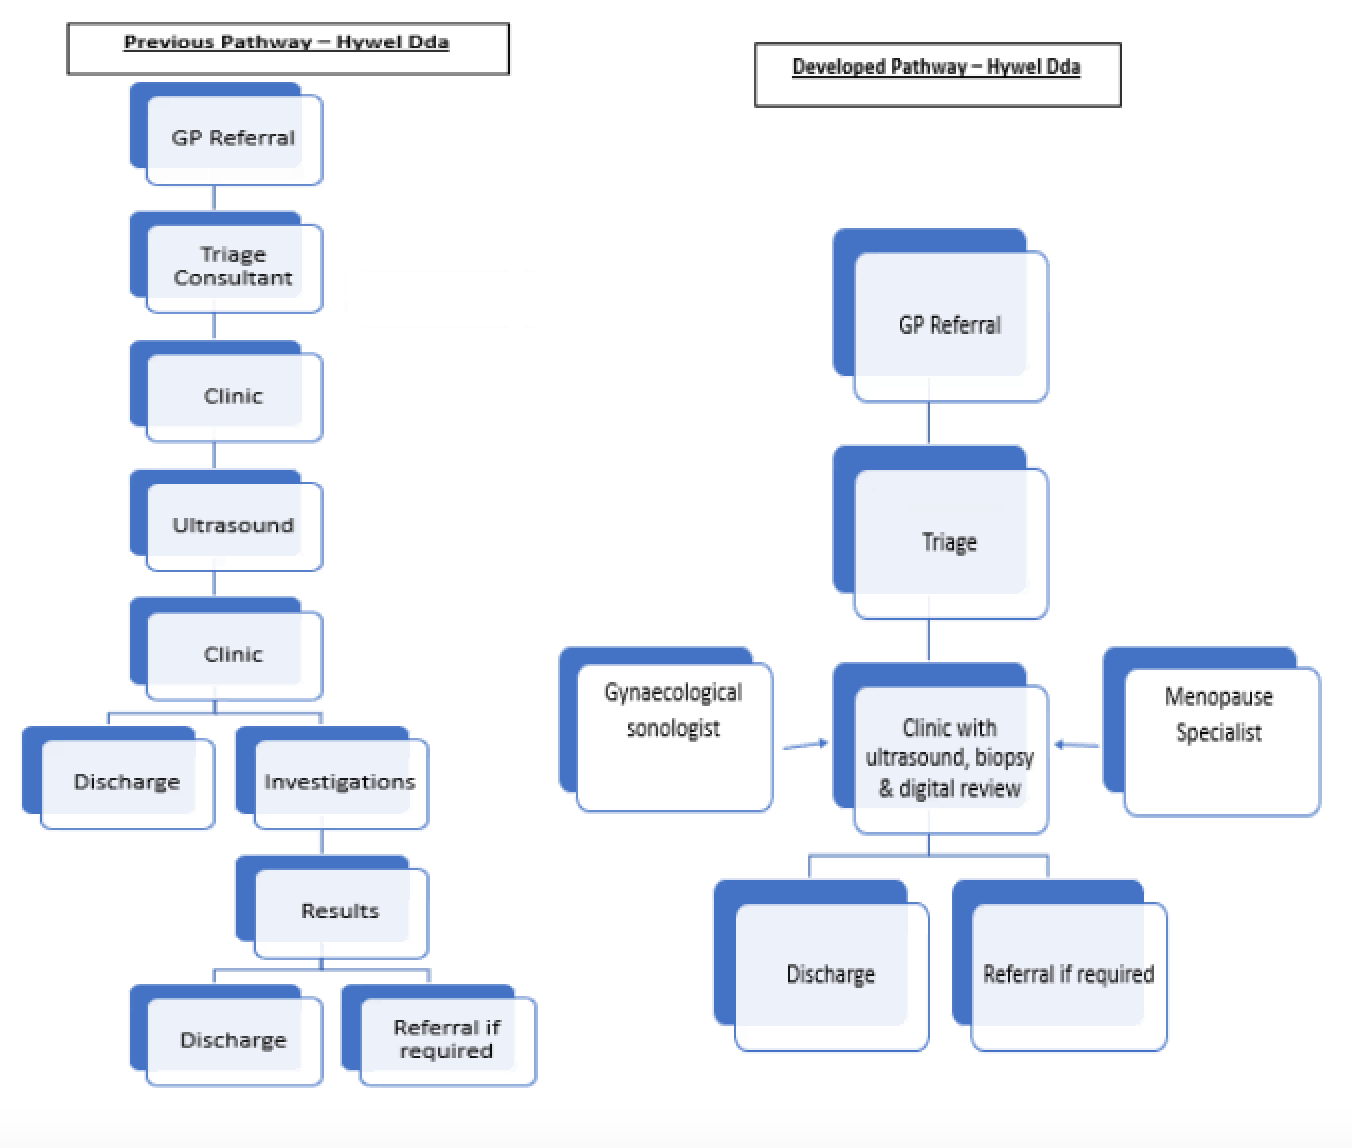 Previous Pathway – Hywel Dda
GP Referral
Triage
Consultant
Clinic
Ultrasound
Clinic
Discharge
Investigations
Results
Discharge
Referral if
required
Developed Pathway – Hywel Dda
GP Referral
Triage
Gynaecological
sonologist
Clinic with
ultrasound, biopsy
& digital review
Menopause
Specialist
Discharge
Referral if required